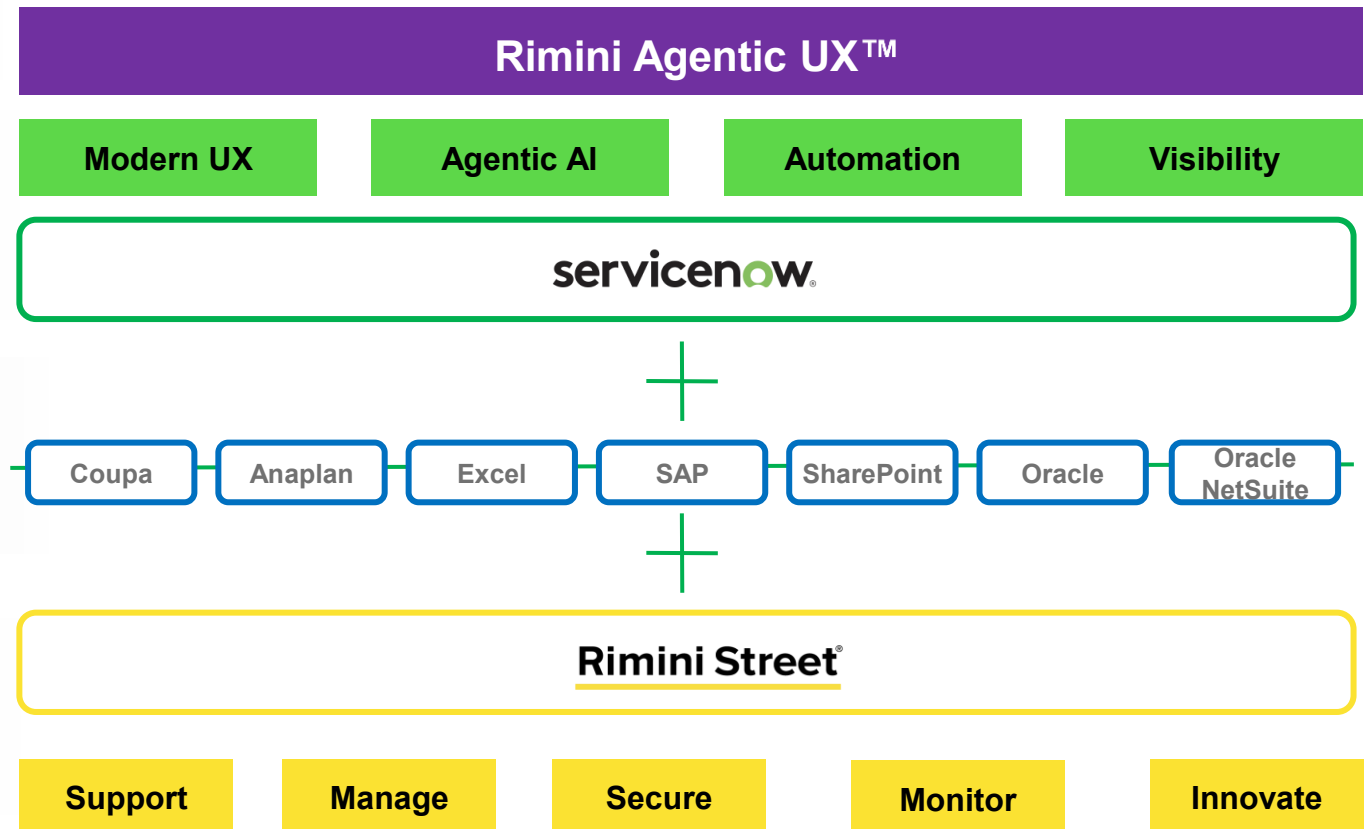 Rimini Agentic UX™
Modern UX
Agentic AI
Automation
Visibility
servicenow®
Coupa
Anaplan
Excel
SAP
SharePoint
Oracle
Oracle
NetSuite
Rimini Street®
Support
Manage
Secure
Monitor
Innovate